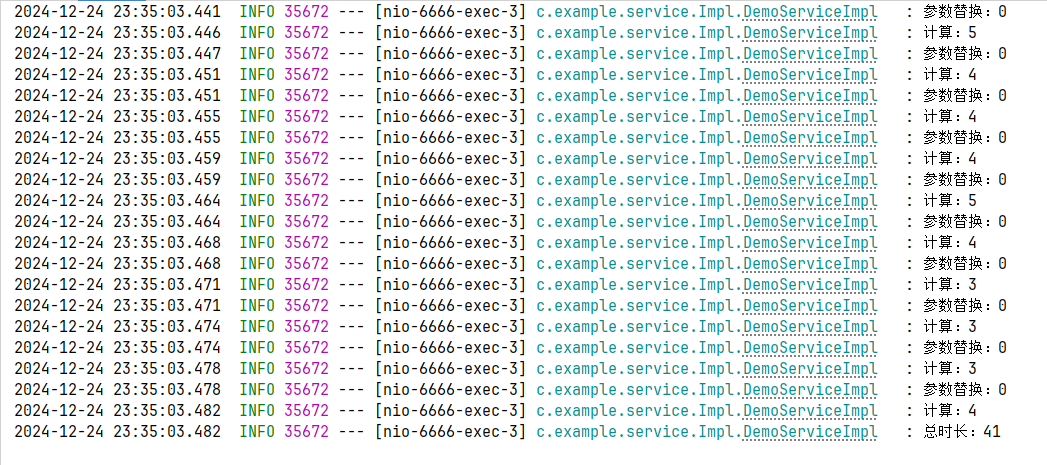 2024-12-24 23:35:03.441  INFO 35672 --- [nio-6666-exec-3] c.example.service.Impl.DemoServiceImpl   : 参数替换：0
2024-12-24 23:35:03.446  INFO 35672 --- [nio-6666-exec-3] c.example.service.Impl.DemoServiceImpl   : 计算：5
2024-12-24 23:35:03.447  INFO 35672 --- [nio-6666-exec-3] c.example.service.Impl.DemoServiceImpl   : 参数替换：0
2024-12-24 23:35:03.451  INFO 35672 --- [nio-6666-exec-3] c.example.service.Impl.DemoServiceImpl   : 计算：4
2024-12-24 23:35:03.451  INFO 35672 --- [nio-6666-exec-3] c.example.service.Impl.DemoServiceImpl   : 参数替换：0
2024-12-24 23:35:03.455  INFO 35672 --- [nio-6666-exec-3] c.example.service.Impl.DemoServiceImpl   : 计算：4
2024-12-24 23:35:03.455  INFO 35672 --- [nio-6666-exec-3] c.example.service.Impl.DemoServiceImpl   : 参数替换：0
2024-12-24 23:35:03.459  INFO 35672 --- [nio-6666-exec-3] c.example.service.Impl.DemoServiceImpl   : 计算：4
2024-12-24 23:35:03.459  INFO 35672 --- [nio-6666-exec-3] c.example.service.Impl.DemoServiceImpl   : 参数替换：0
2024-12-24 23:35:03.464  INFO 35672 --- [nio-6666-exec-3] c.example.service.Impl.DemoServiceImpl   : 计算：5
2024-12-24 23:35:03.464  INFO 35672 --- [nio-6666-exec-3] c.example.service.Impl.DemoServiceImpl   : 参数替换：0
2024-12-24 23:35:03.468  INFO 35672 --- [nio-6666-exec-3] c.example.service.Impl.DemoServiceImpl   : 计算：4
2024-12-24 23:35:03.468  INFO 35672 --- [nio-6666-exec-3] c.example.service.Impl.DemoServiceImpl   : 参数替换：0
2024-12-24 23:35:03.471  INFO 35672 --- [nio-6666-exec-3] c.example.service.Impl.DemoServiceImpl   : 计算：3
2024-12-24 23:35:03.471  INFO 35672 --- [nio-6666-exec-3] c.example.service.Impl.DemoServiceImpl   : 参数替换：0
2024-12-24 23:35:03.474  INFO 35672 --- [nio-6666-exec-3] c.example.service.Impl.DemoServiceImpl   : 计算：3
2024-12-24 23:35:03.474  INFO 35672 --- [nio-6666-exec-3] c.example.service.Impl.DemoServiceImpl   : 参数替换：0
2024-12-24 23:35:03.478  INFO 35672 --- [nio-6666-exec-3] c.example.service.Impl.DemoServiceImpl   : 计算：3
2024-12-24 23:35:03.478  INFO 35672 --- [nio-6666-exec-3] c.example.service.Impl.DemoServiceImpl   : 参数替换：0
2024-12-24 23:35:03.482  INFO 35672 --- [nio-6666-exec-3] c.example.service.Impl.DemoServiceImpl   : 计算：4
2024-12-24 23:35:03.482  INFO 35672 --- [nio-6666-exec-3] c.example.service.Impl.DemoServiceImpl   : 总时长：41